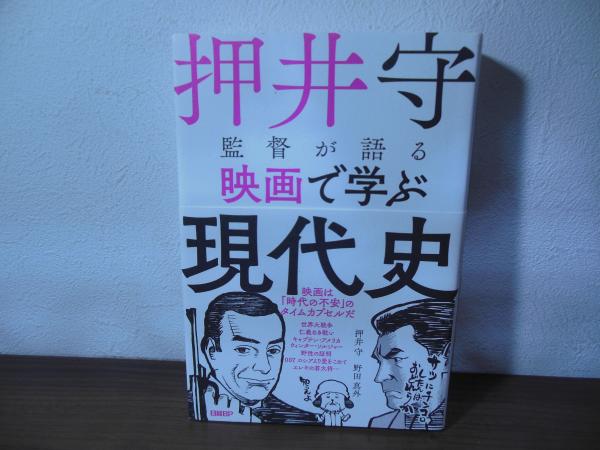 押井守
監督が語る
映画で学ぶ
現代史
映画は
「時代の不安」の
タイムカプセルだ
世界大戦争
仁義なき戦い
キャプテン・アメリカ
ウィンター・ソルジャー
野性の証明
007 ロシアより愛をこめて
エレキの若大将…
押井守 野田真外
日経BP